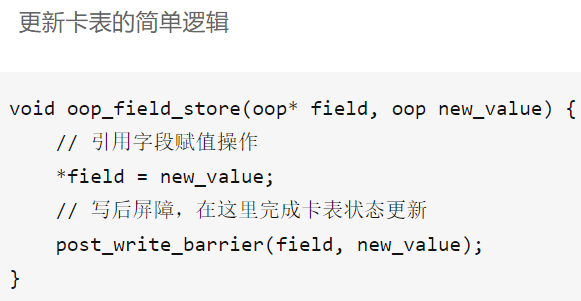 更新卡表的简单逻辑
void oop_field_store(oop* field, oop new_value) {
    // 引用字段赋值操作
    *field = new_value;
    // 写后屏障，在这里完成卡表状态更新
    post_write_barrier(field, new_value);
}